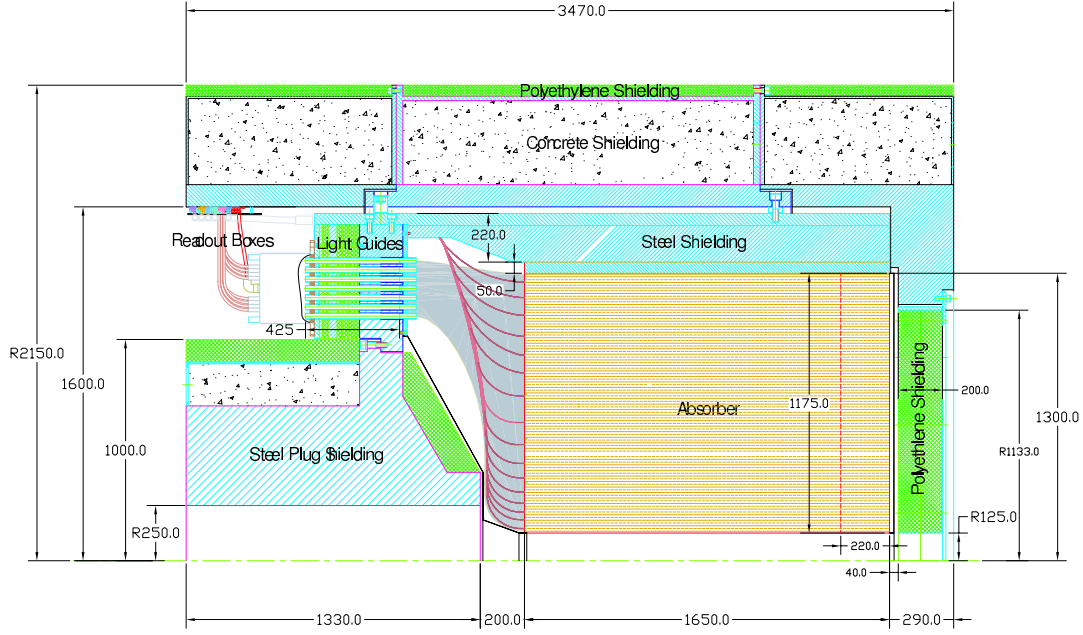 3470.0
Polyethylene Shielding
Concrete Shielding
Readout Boxes
Light Guides
220.0
Steel Shielding
50.0
425
R2150.0
1600.0
200.0
1175.0
Absorber
1300.0
Polyethlene Shielding
1000.0
R1133.0
Steel Plug Shielding
R250.0
R125.0
220.0
40.0
1330.0
200.0
1650.0
290.0